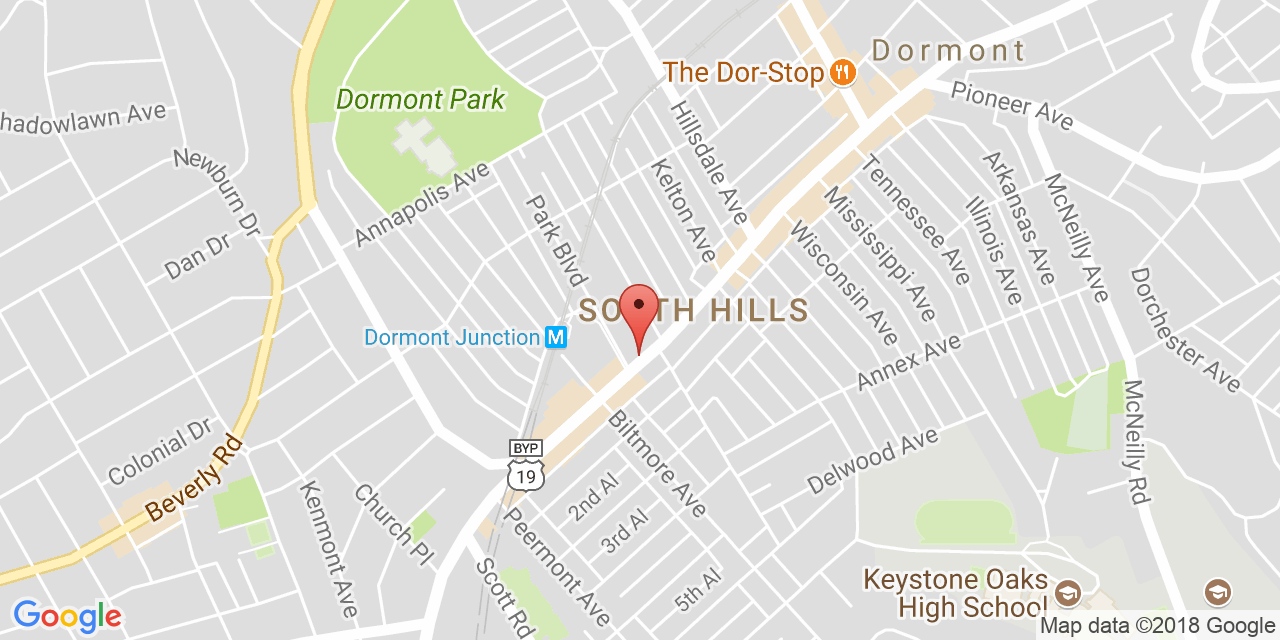 Dormont
The Dor-Stop
Pioneer Ave
Dormont Park
hadowlawn Ave
Hillsdale Ave
Newburn Dr
Annapolis Ave
Kelton Ave
Tennessee Ave
Arkansas Ave
McNeilly Ave
Mississippi Ave
Illinois Ave
Park Blvd
Wisconsin Ave
Dan Dr
Dorchester Ave
SOUTH HILLS
Dormont Junction
M
Annex Ave
McNeilly Rd
Colonial Dr
Beverly Rd
Biltmore Ave
Delwood Ave
BYP
19
2nd Al
3rd Al
Kenmont Ave
Church Pl
Peermont Ave
Scott Rd
5th Al
Keystone Oaks
High School
Google
Map data ©2018 Google